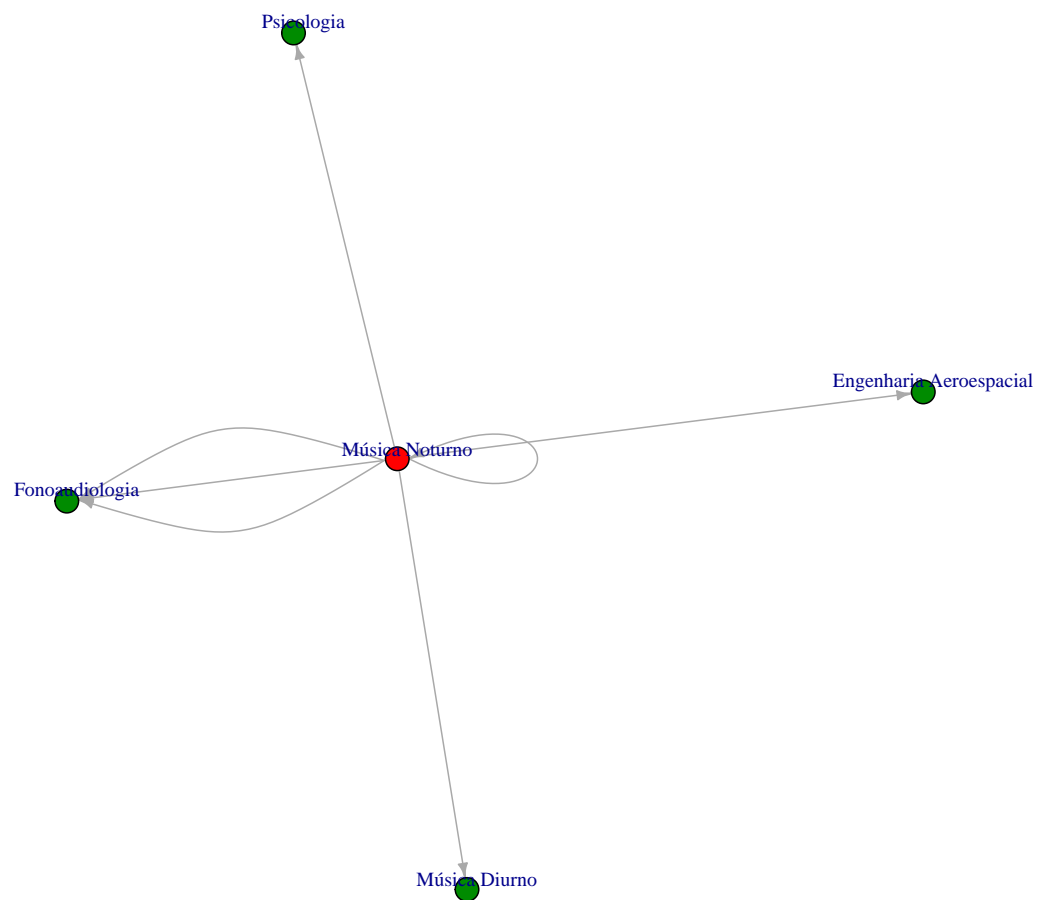 Psicologia
Engenharia Aeroespacial
Música Noturno
Fonoaudiologia
Música Diurno